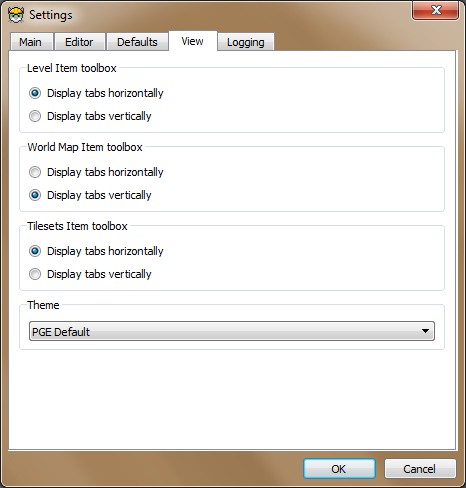 Settings
Main Editor Defaults View Logging
Level Item toolbox
Display tabs horizontally
Display tabs vertically
World Map Item toolbox
Display tabs horizontally
Display tabs vertically
Tilesets Item toolbox
Display tabs horizontally
Display tabs vertically
Theme
PGE Default
OK Cancel